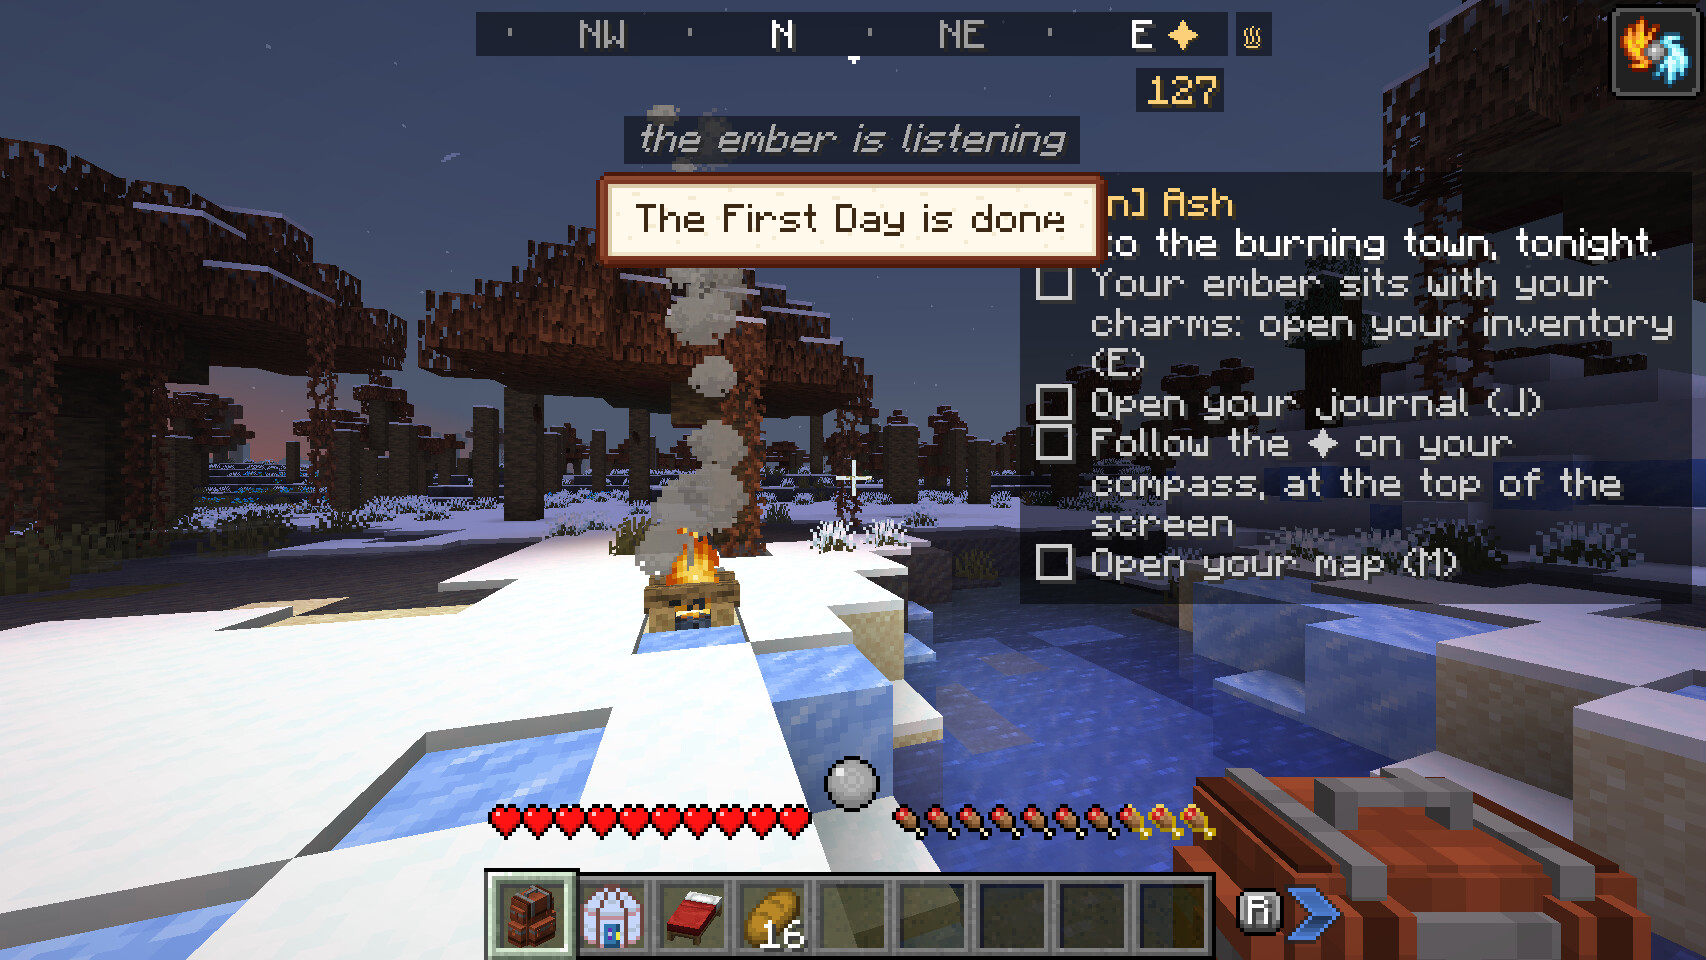 NW N NE E
127
the ember is listening
The First Day is done
n] Ash
to the burning town, tonight.
Your ember sits with your
charms: open your inventory
(E)
Open your journal (J)
Follow the ✦ on your
compass, at the top of the
screen
Open your map (M)
16
R